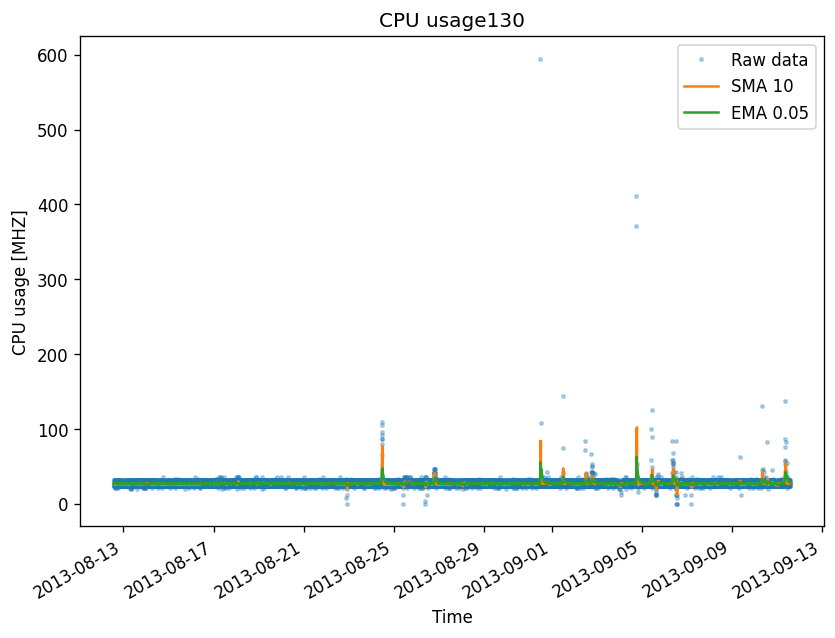 CPU usage130
Raw data
SMA 10
EMA 0.05
CPU usage [MHZ]
600
500
400
300
200
100
0
2013-08-13
2013-08-17
2013-08-21
2013-08-25
2013-08-29
2013-09-01
2013-09-05
2013-09-09
2013-09-13
Time